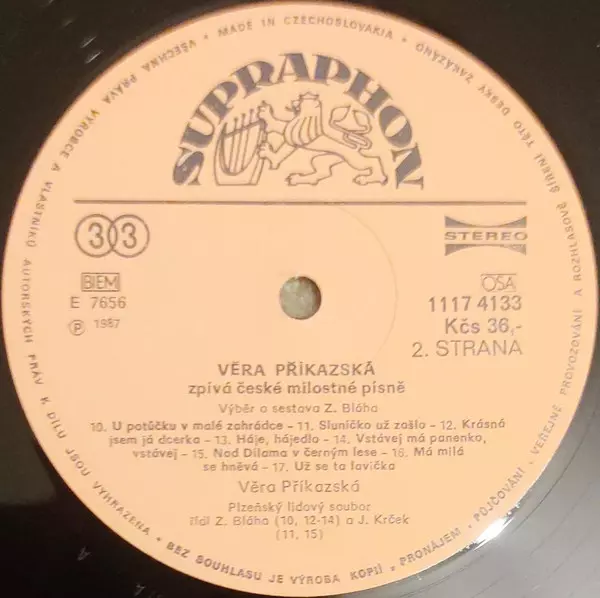 SUPRAPHON
MADE IN CZECHOSLOVAKIA • VŠECHNA PRÁVA VÝROBCE A VLASTNÍKŮ AUTORSKÝCH PRÁV K DÍLU JSOU VYHRAZENA • BEZ SOUHLASU JE VÝROBA KOPIÍ • PRONÁJEM • PŮJČOVÁNÍ • VEŘEJNÉ PROVOZOVÁNÍ A ROZHLASOVÉ ŠÍŘENÍ TÉTO DESKY ZAKÁZÁNO •
33
STEREO
BIEM
OSA
E 7656
1117 4133
Ⓟ 1987
Kčs 36,-
2. STRANA
VĚRA PŘÍKAZSKÁ
zpívá české milostné písně
Výběr a sestava Z. Bláha
10. U potůčku v malé zahrádce – 11. Sluníčko už zašlo – 12. Krásná
jsem já dcerka – 13. Háje, hájedlo – 14. Vstávej má panenko,
vstávej – 15. Nad Dílama v černým lese – 16. Má milá
se hněvá – 17. Už se ta lavička
Věra Příkazská
Plzeňský lidový soubor
řídí Z. Bláha (10, 12-14) a J. Krček
(11, 15)